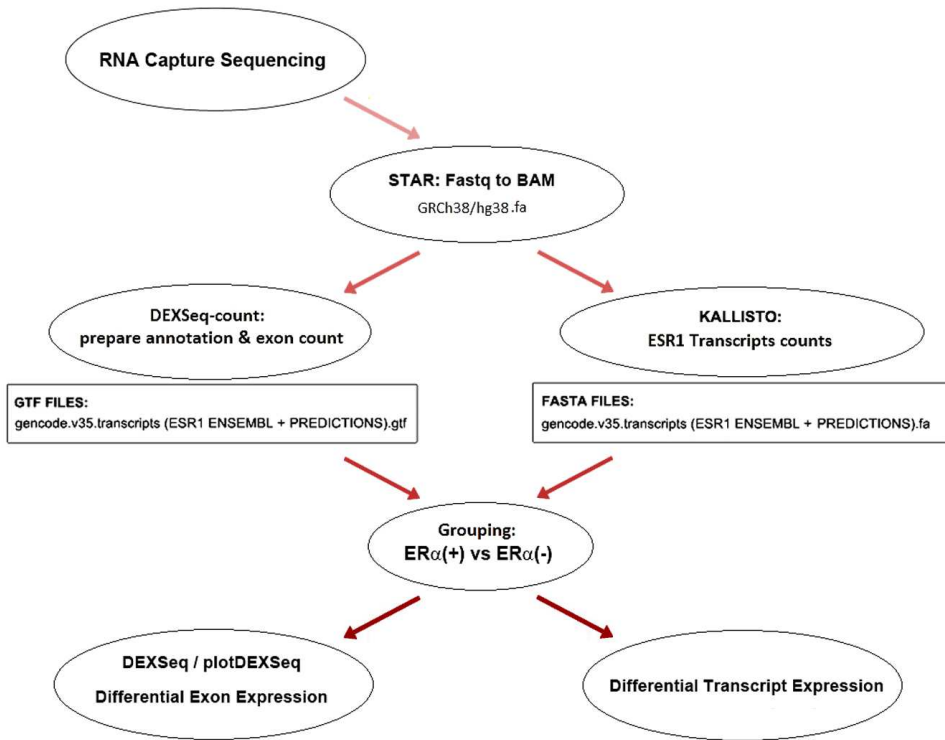 RNA Capture Sequencing
STAR: Fastq to BAM
GRCh38/hg38.fa
DEXSeq-count:
prepare annotation & exon count
KALLISTO:
ESR1 Transcripts counts
GTF FILES:
gencode.v35.transcripts (ESR1 ENSEMBL + PREDICTIONS).gtf
FASTA FILES:
gencode.v35.transcripts (ESR1 ENSEMBL + PREDICTIONS).fa
Grouping:
ERα(+) vs ERα(-)
DEXSeq / plotDEXSeq
Differential Exon Expression
Differential Transcript Expression